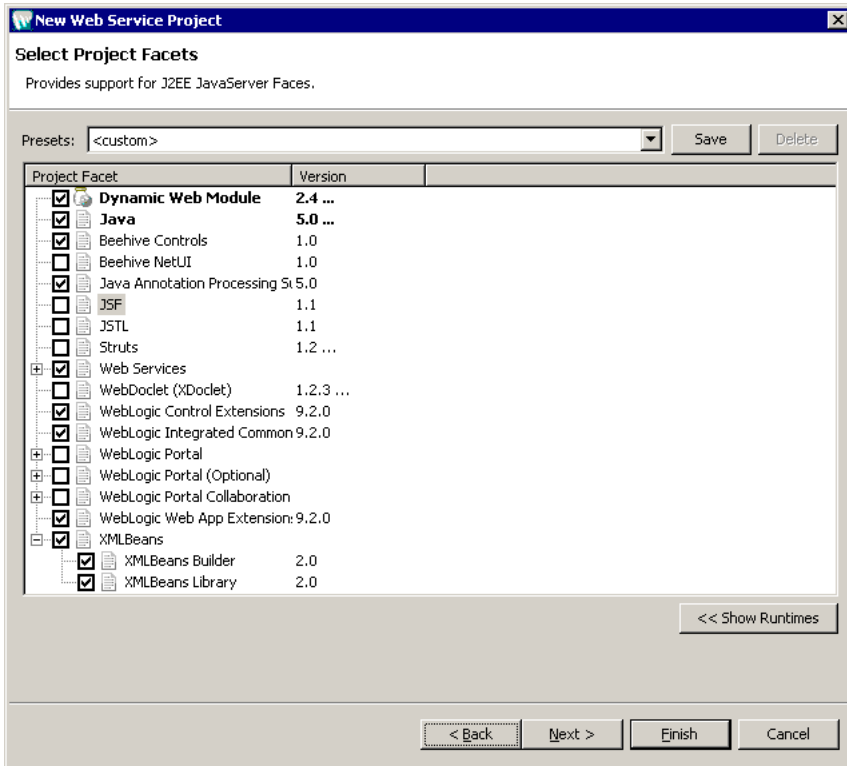 New Web Service Project
Select Project Facets
Provides support for J2EE JavaServer Faces.
Presets: <custom> Save Delete
Project Facet Version
Dynamic Web Module 2.4 ...
Java 5.0 ...
Beehive Controls 1.0
Beehive NetUI 1.0
Java Annotation Processing Su 5.0
JSF 1.1
JSTL 1.1
Struts 1.2 ...
Web Services
WebDoclet (XDoclet) 1.2.3 ...
WebLogic Control Extensions 9.2.0
WebLogic Integrated Common 9.2.0
WebLogic Portal
WebLogic Portal (Optional)
WebLogic Portal Collaboration
WebLogic Web App Extension: 9.2.0
XMLBeans
XMLBeans Builder 2.0
XMLBeans Library 2.0
<< Show Runtimes
< Back Next > Finish Cancel